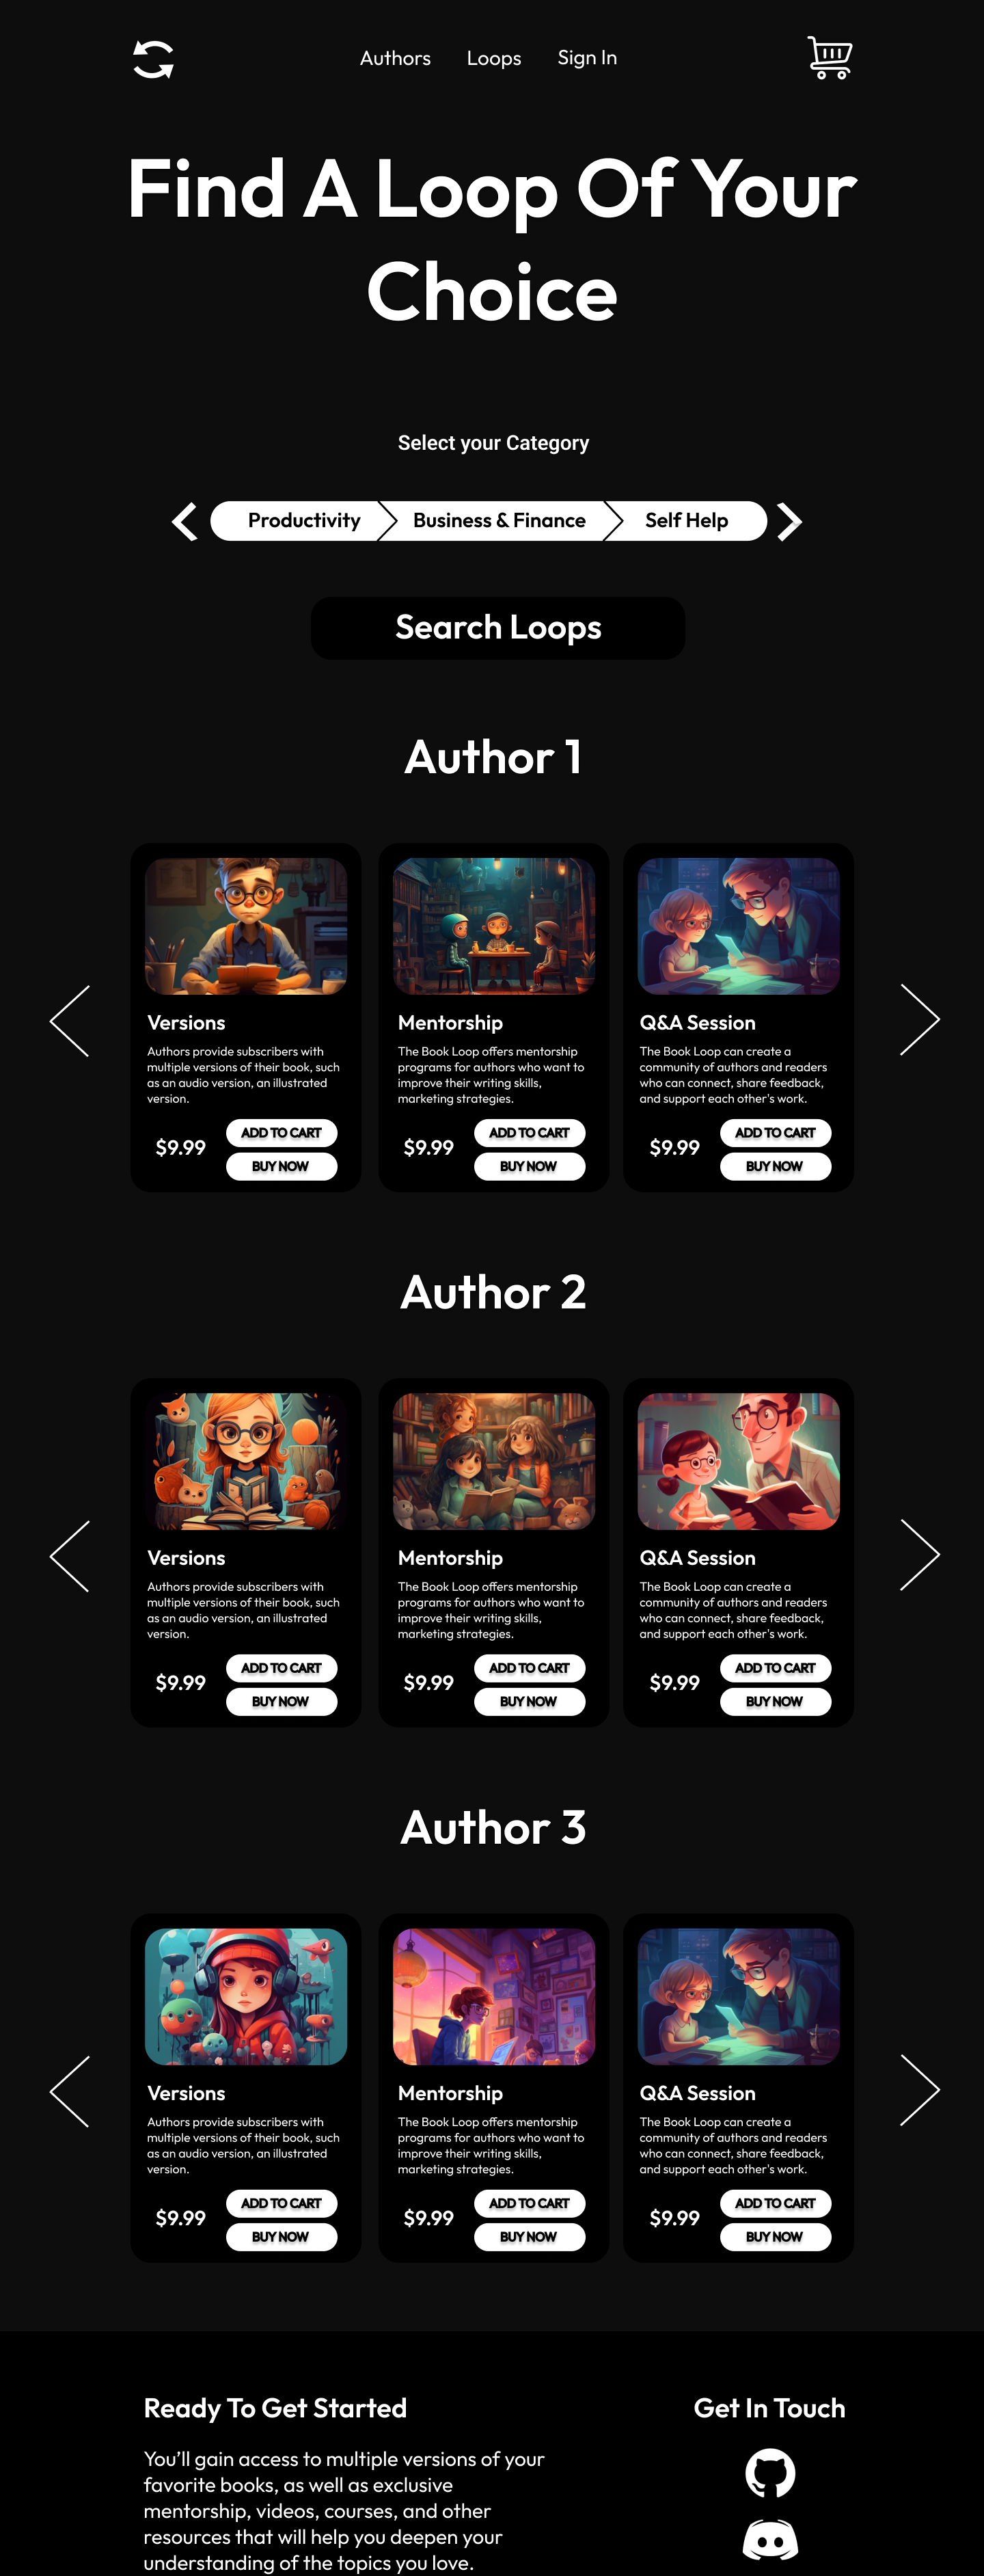 Authors Loops Sign In
Find A Loop Of Your
Choice
Select your Category
Productivity Business & Finance Self Help
Search Loops
Author 1
Versions
Authors provide subscribers with
multiple versions of their book, such
as an audio version, an illustrated
version.
$9.99
ADD TO CART
BUY NOW
Mentorship
The Book Loop offers mentorship
programs for authors who want to
improve their writing skills,
marketing strategies.
$9.99
ADD TO CART
BUY NOW
Q&A Session
The Book Loop can create a
community of authors and readers
who can connect, share feedback,
and support each other's work.
$9.99
ADD TO CART
BUY NOW
Author 2
Versions
Authors provide subscribers with
multiple versions of their book, such
as an audio version, an illustrated
version.
$9.99
ADD TO CART
BUY NOW
Mentorship
The Book Loop offers mentorship
programs for authors who want to
improve their writing skills,
marketing strategies.
$9.99
ADD TO CART
BUY NOW
Q&A Session
The Book Loop can create a
community of authors and readers
who can connect, share feedback,
and support each other's work.
$9.99
ADD TO CART
BUY NOW
Author 3
Versions
Authors provide subscribers with
multiple versions of their book, such
as an audio version, an illustrated
version.
$9.99
ADD TO CART
BUY NOW
Mentorship
The Book Loop offers mentorship
programs for authors who want to
improve their writing skills,
marketing strategies.
$9.99
ADD TO CART
BUY NOW
Q&A Session
The Book Loop can create a
community of authors and readers
who can connect, share feedback,
and support each other's work.
$9.99
ADD TO CART
BUY NOW
Ready To Get Started
You’ll gain access to multiple versions of your
favorite books, as well as exclusive
mentorship, videos, courses, and other
resources that will help you deepen your
understanding of the topics you love.
Get In Touch